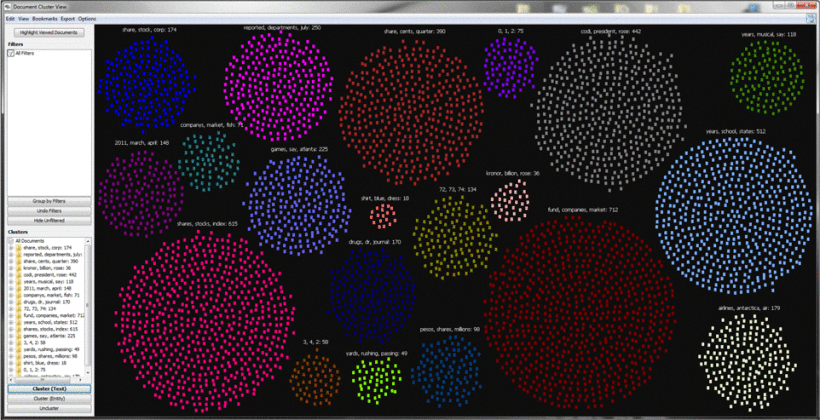 Document Cluster View
Edit View Bookmarks Export Options
Highlight Viewed Documents
Filters
All Filters
Group by Filters
Undo Filters
Hide Unfiltered
Clusters
All Documents
share, stock, corp: 174
reported, departments, july:
share, cents, quarter: 390
kronor, billion, rose: 36
codi, president, rose: 442
years, musical, say: 118
2011, march, april: 148
companys, market, fish: 71
drugs, dr, journal: 170
72, 73, 74: 134
fund, companies, market: 712
years, school, states: 512
shares, stocks, index: 615
games, say, atlanta: 225
3, 4, 2: 58
yards, rushing, passing: 49
pesos, shares, millions: 98
shirt, blue, dress: 18
0, 1, 2: 75
Cluster (Text)
Cluster (Entity)
Uncluster
share, stock, corp: 174
reported, departments, july: 250
share, cents, quarter: 390
0, 1, 2: 75
codi, president, rose: 442
years, musical, say: 118
companys, market, fish: 71
2011, march, april: 148
games, say, atlanta: 225
years, school, states: 512
kronor, billion, rose: 36
72, 73, 74: 134
shirt, blue, dress: 18
fund, companies, market: 712
shares, stocks, index: 615
drugs, dr, journal: 170
airlines, antarctica, air: 179
pesos, shares, millions: 98
3, 4, 2: 58
yards, rushing, passing: 49